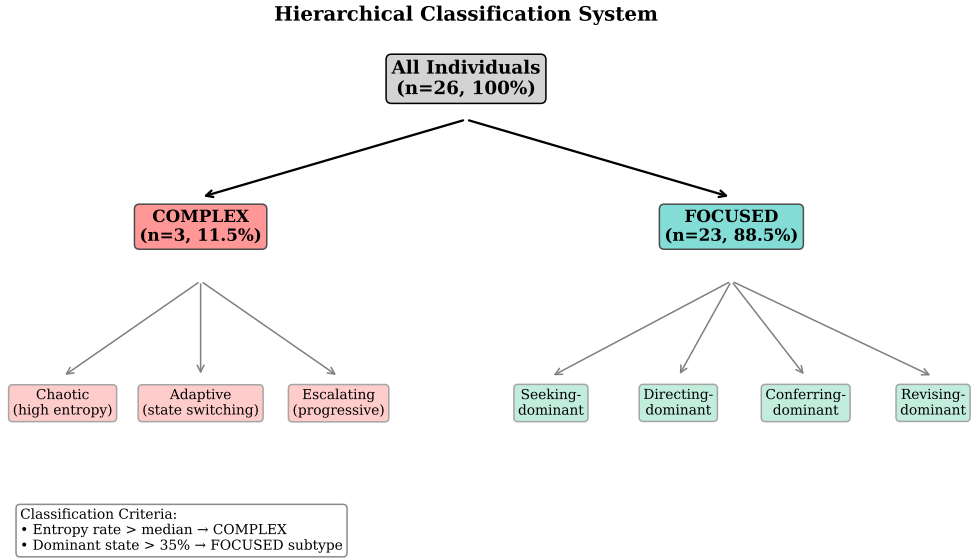 Hierarchical Classification System
All Individuals
(n=26, 100%)
COMPLEX
(n=3, 11.5%)
FOCUSED
(n=23, 88.5%)
Chaotic
(high entropy)
Adaptive
(state switching)
Escalating
(progressive)
Seeking-
dominant
Directing-
dominant
Conferring-
dominant
Revising-
dominant
Classification Criteria:
• Entropy rate > median → COMPLEX
• Dominant state > 35% → FOCUSED subtype